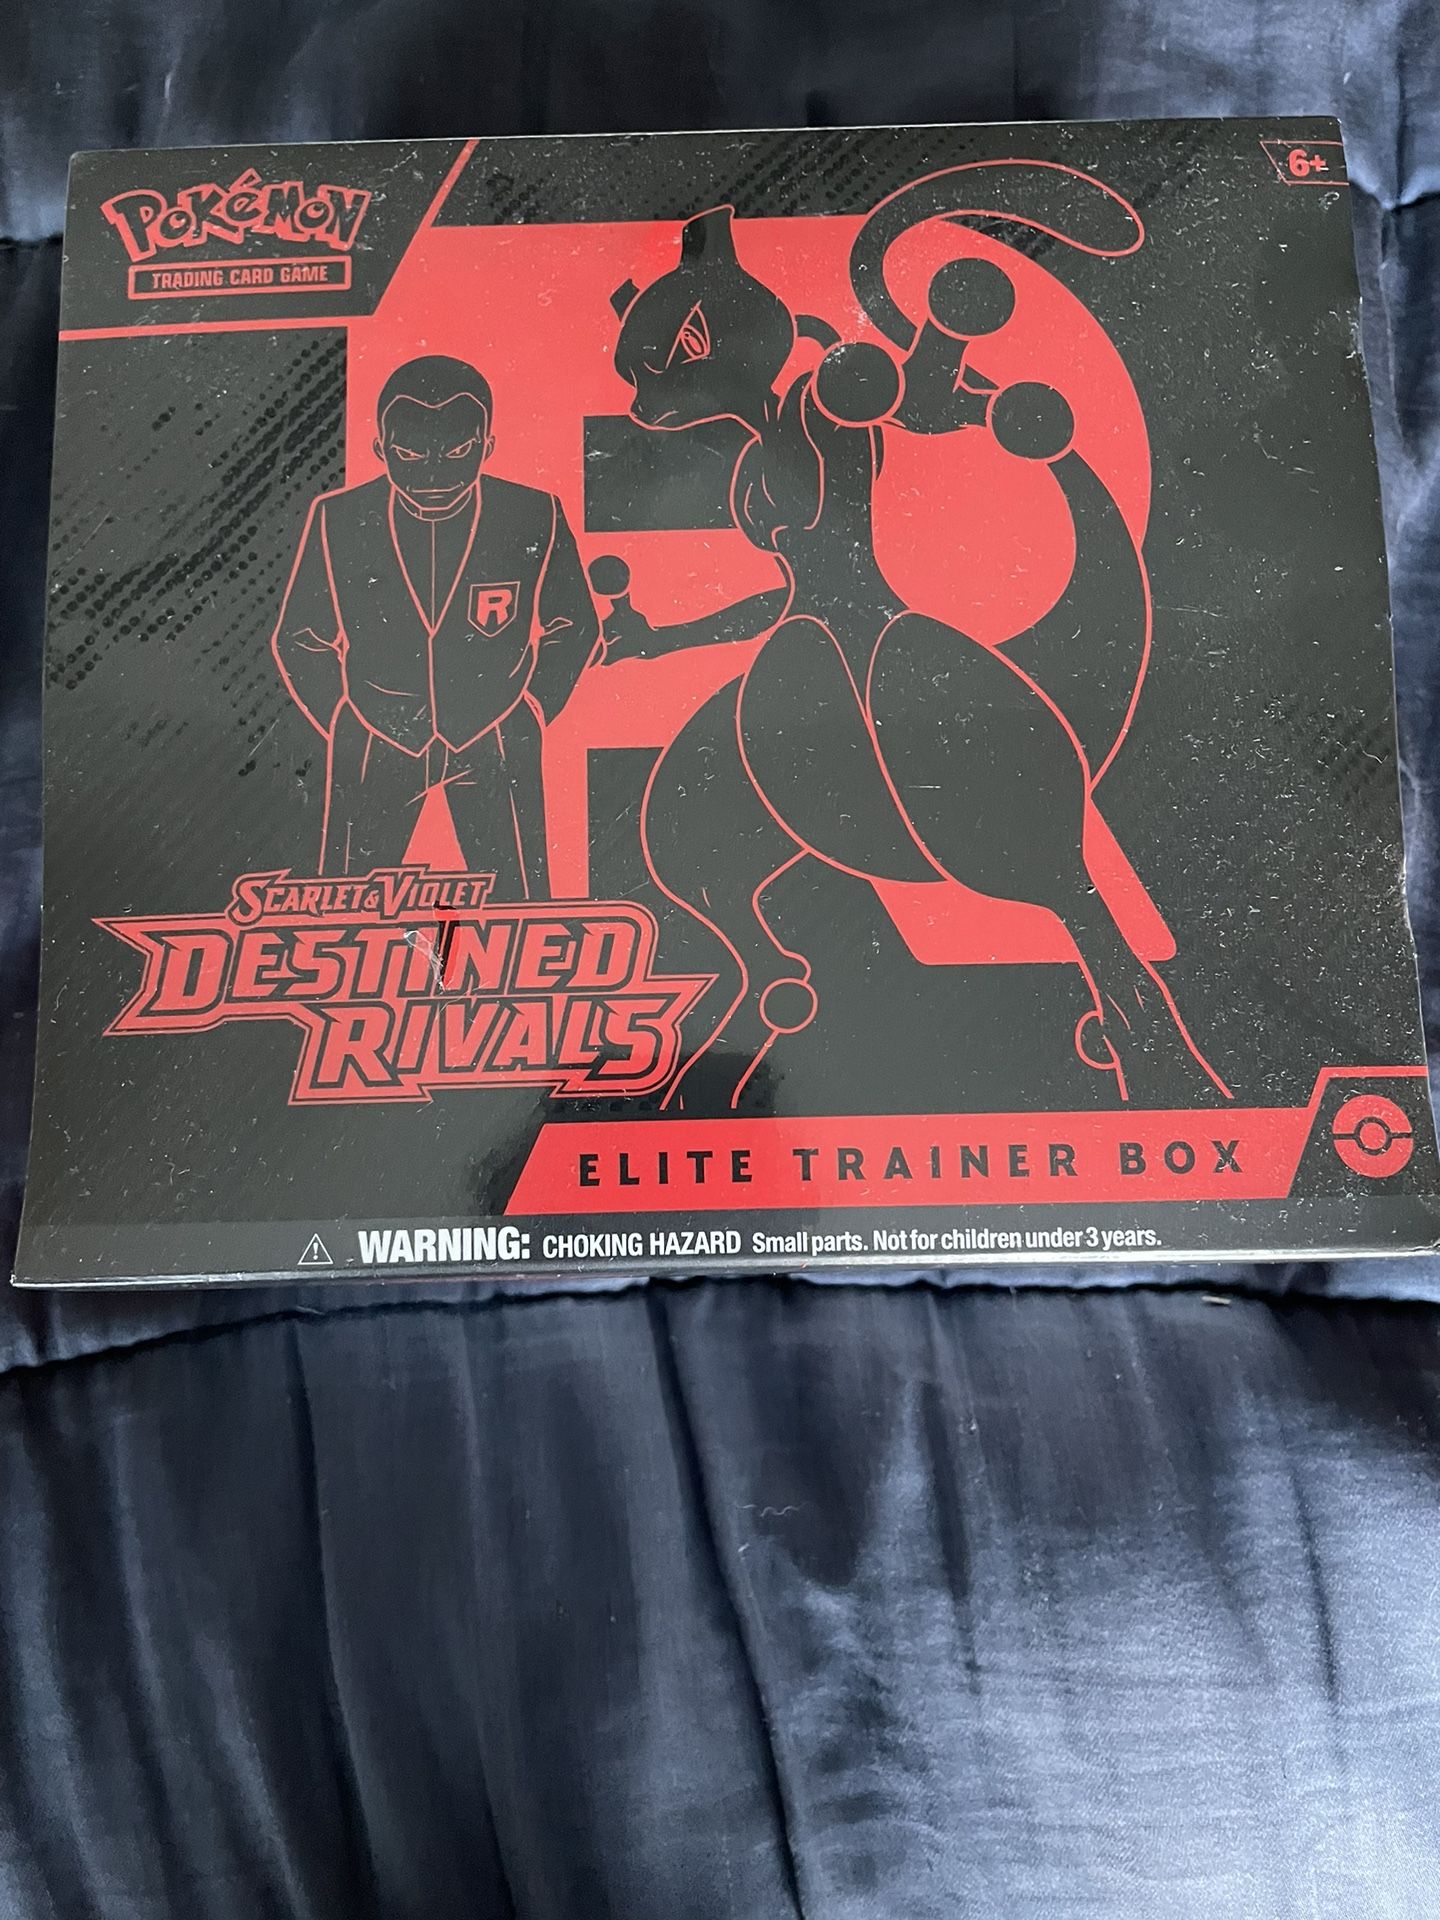 POKéMON
TRADING CARD GAME
6+
R
SCARLET & VIOLET
DESTINED
RIVALS
ELITE TRAINER BOX
WARNING: CHOKING HAZARD Small parts. Not for children under 3 years.